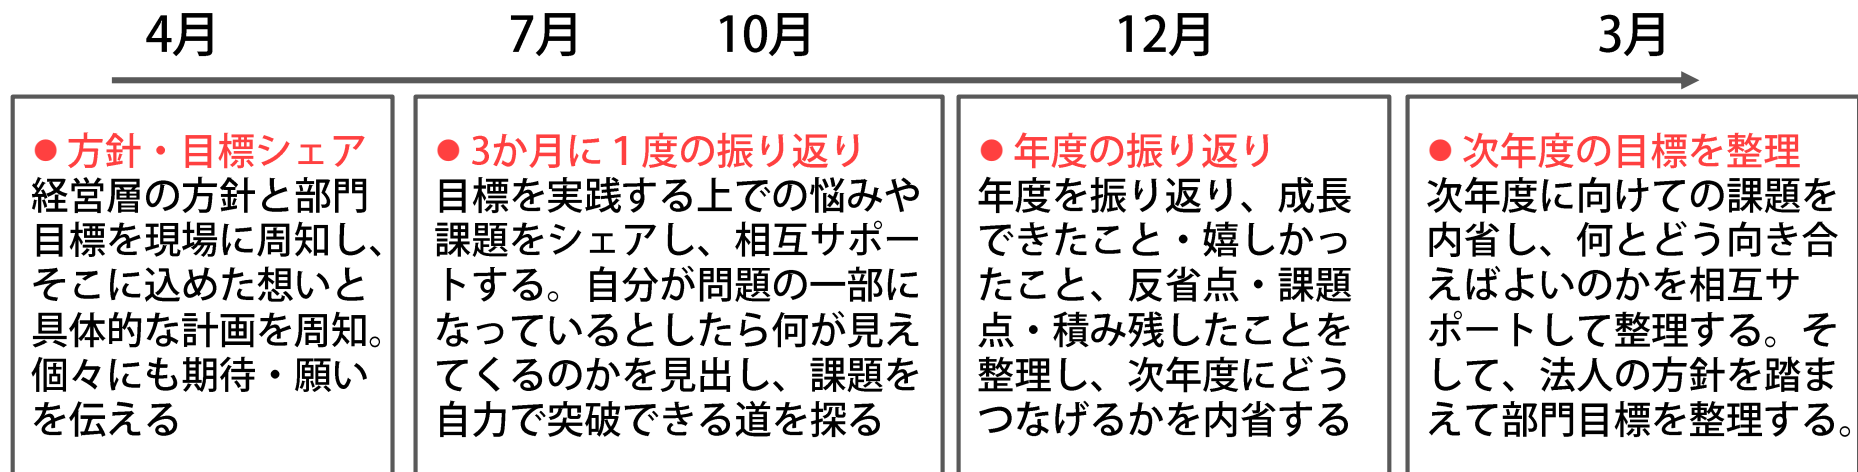 4月
7月
10月
12月
3月
● 方針・目標シェア
経営層の方針と部門
目標を現場に周知し、
そこに込めた想いと
具体的な計画を周知。
個々にも期待・願い
を伝える
● 3か月に１度の振り返り
目標を実践する上での悩みや
課題をシェアし、相互サポー
トする。自分が問題の一部に
なっているとしたら何が見え
てくるのかを見出し、課題を
自力で突破できる道を探る
● 年度の振り返り
年度を振り返り、成長
できたこと・嬉しかっ
たこと、反省点・課題
点・積み残したことを
整理し、次年度にどう
つなげるかを内省する
● 次年度の目標を整理
次年度に向けての課題を
内省し、何とどう向き合
えばよいのかを相互サ
ポートして整理する。そ
して、法人の方針を踏ま
えて部門目標を整理する。